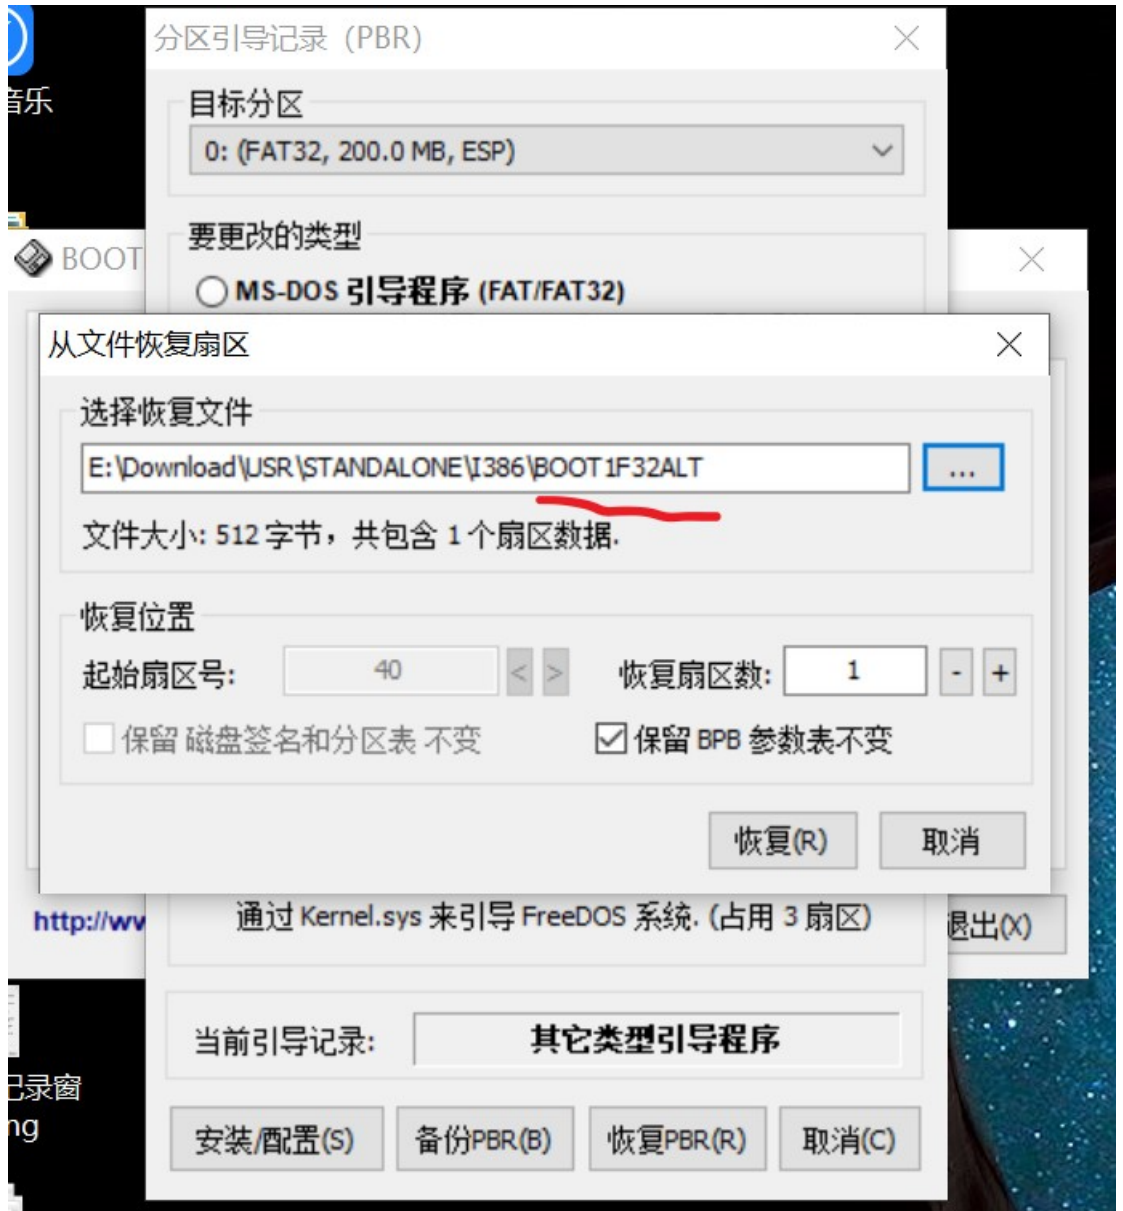 音乐
分区引导记录（PBR）
目标分区
0: (FAT32, 200.0 MB, ESP)
要更改的类型
BOOT
MS-DOS 引导程序 (FAT/FAT32)
从文件恢复扇区
选择恢复文件
E:\Download\USR\STANDALONE\I386\BOOT1F32ALT
...
文件大小: 512 字节，共包含 1 个扇区数据.
恢复位置
起始扇区号: 40 < > 恢复扇区数: 1 - +
保留 磁盘签名和分区表 不变 保留 BPB 参数表不变
恢复(R) 取消
http://ww
通过 Kernel.sys 来引导 FreeDOS 系统. (占用 3 扇区)
退出(X)
当前引导记录: 其它类型引导程序
记录窗
ng
安装/配置(S) 备份PBR(B) 恢复PBR(R) 取消(C)